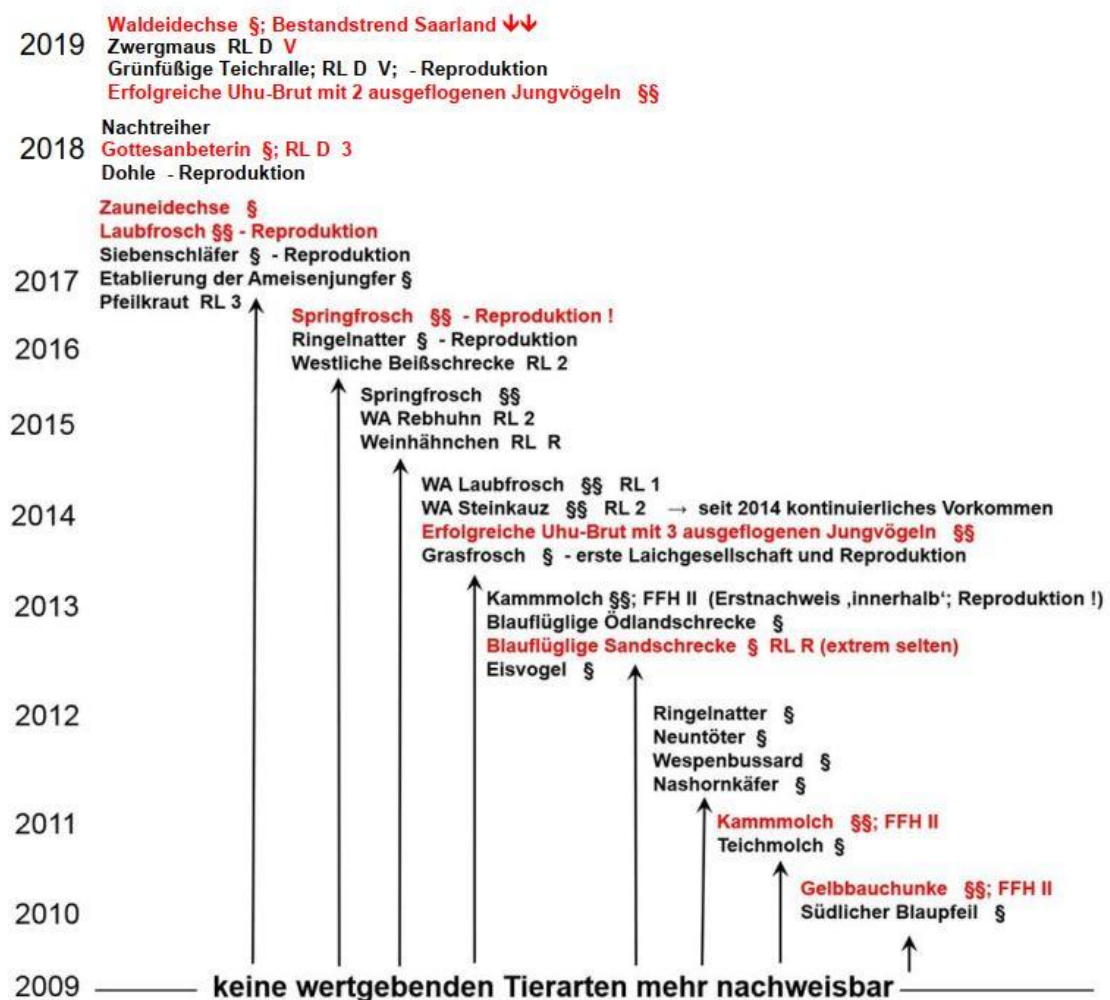 2019
Waldeidechse §; Bestandstrend Saarland ↓↓
Zwergmaus RL D V
Grünfüßige Teichralle; RL D V; - Reproduktion
Erfolgreiche Uhu-Brut mit 2 ausgeflogenen Jungvögeln §§
2018
Nachtreiher
Gottesanbeterin §; RL D 3
Dohle - Reproduktion
2017
Zauneidechse §
Laubfrosch §§ - Reproduktion
Siebenschläfer § - Reproduktion
Etablierung der Ameisenjungfer §
Pfeilkraut RL 3
2016
Springfrosch §§ - Reproduktion !
Ringelnatter § - Reproduktion
Westliche Beißschrecke RL 2
2015
Springfrosch §§
WA Rebhuhn RL 2
Weinhähnchen RL R
2014
WA Laubfrosch §§ RL 1
WA Steinkauz §§ RL 2 → seit 2014 kontinuierliches Vorkommen
Erfolgreiche Uhu-Brut mit 3 ausgeflogenen Jungvögeln §§
Grasfrosch § - erste Laichgesellschaft und Reproduktion
2013
Kammmolch §§; FFH II (Erstnachweis ‚innerhalb‘; Reproduktion !)
Blauflüglige Ödlandschrecke §
Blauflüglige Sandschrecke § RL R (extrem selten)
Eisvogel §
2012
Ringelnatter §
Neuntöter §
Wespenbussard §
Nashornkäfer §
2011
Kammmolch §§; FFH II
Teichmolch §
2010
Gelbbauchunke §§; FFH II
Südlicher Blaupfeil §
2009
keine wertgebenden Tierarten mehr nachweisbar